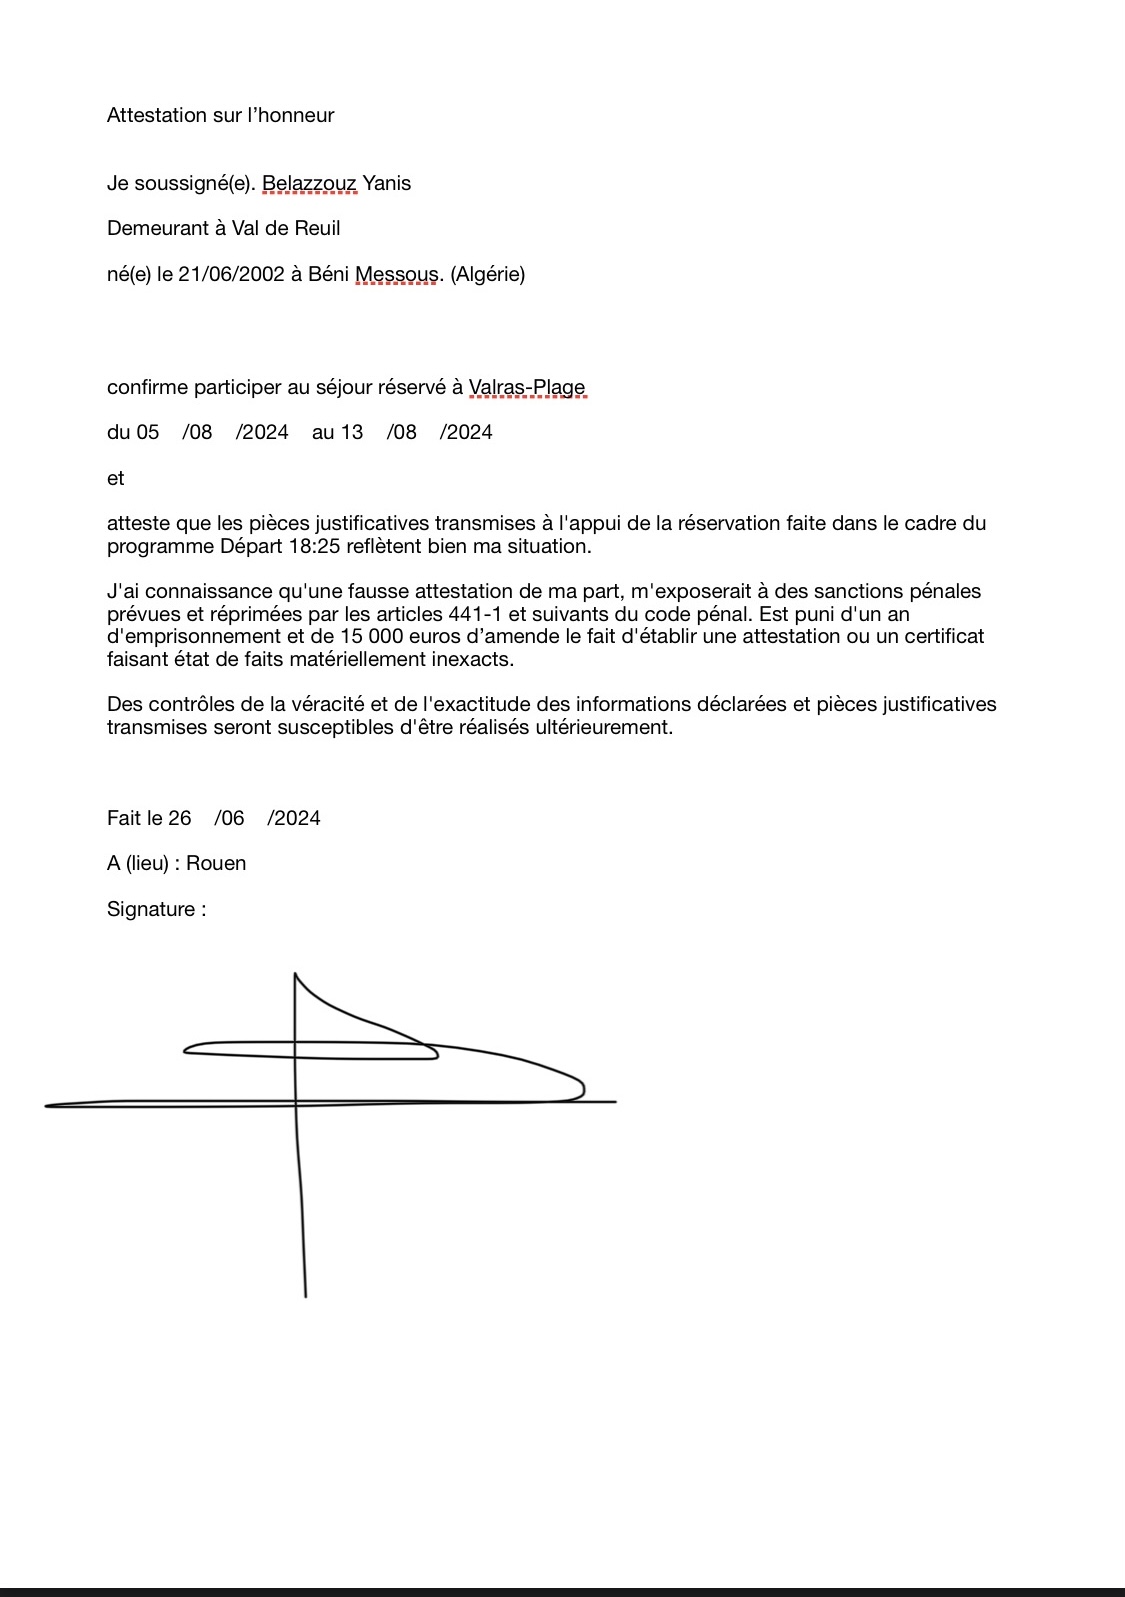 Attestation sur l’honneur
Je soussigné(e). Belazzouz Yanis
Demeurant à Val de Reuil
né(e) le 21/06/2002 à Béni Messous. (Algérie)
confirme participer au séjour réservé à Valras-Plage
du 05 /08 /2024 au 13 /08 /2024
et
atteste que les pièces justificatives transmises à l'appui de la réservation faite dans le cadre du
programme Départ 18:25 reflètent bien ma situation.
J'ai connaissance qu'une fausse attestation de ma part, m'exposerait à des sanctions pénales
prévues et réprimées par les articles 441-1 et suivants du code pénal. Est puni d'un an
d'emprisonnement et de 15 000 euros d’amende le fait d'établir une attestation ou un certificat
faisant état de faits matériellement inexacts.
Des contrôles de la véracité et de l'exactitude des informations déclarées et pièces justificatives
transmises seront susceptibles d'être réalisés ultérieurement.
Fait le 26 /06 /2024
A (lieu) : Rouen
Signature :